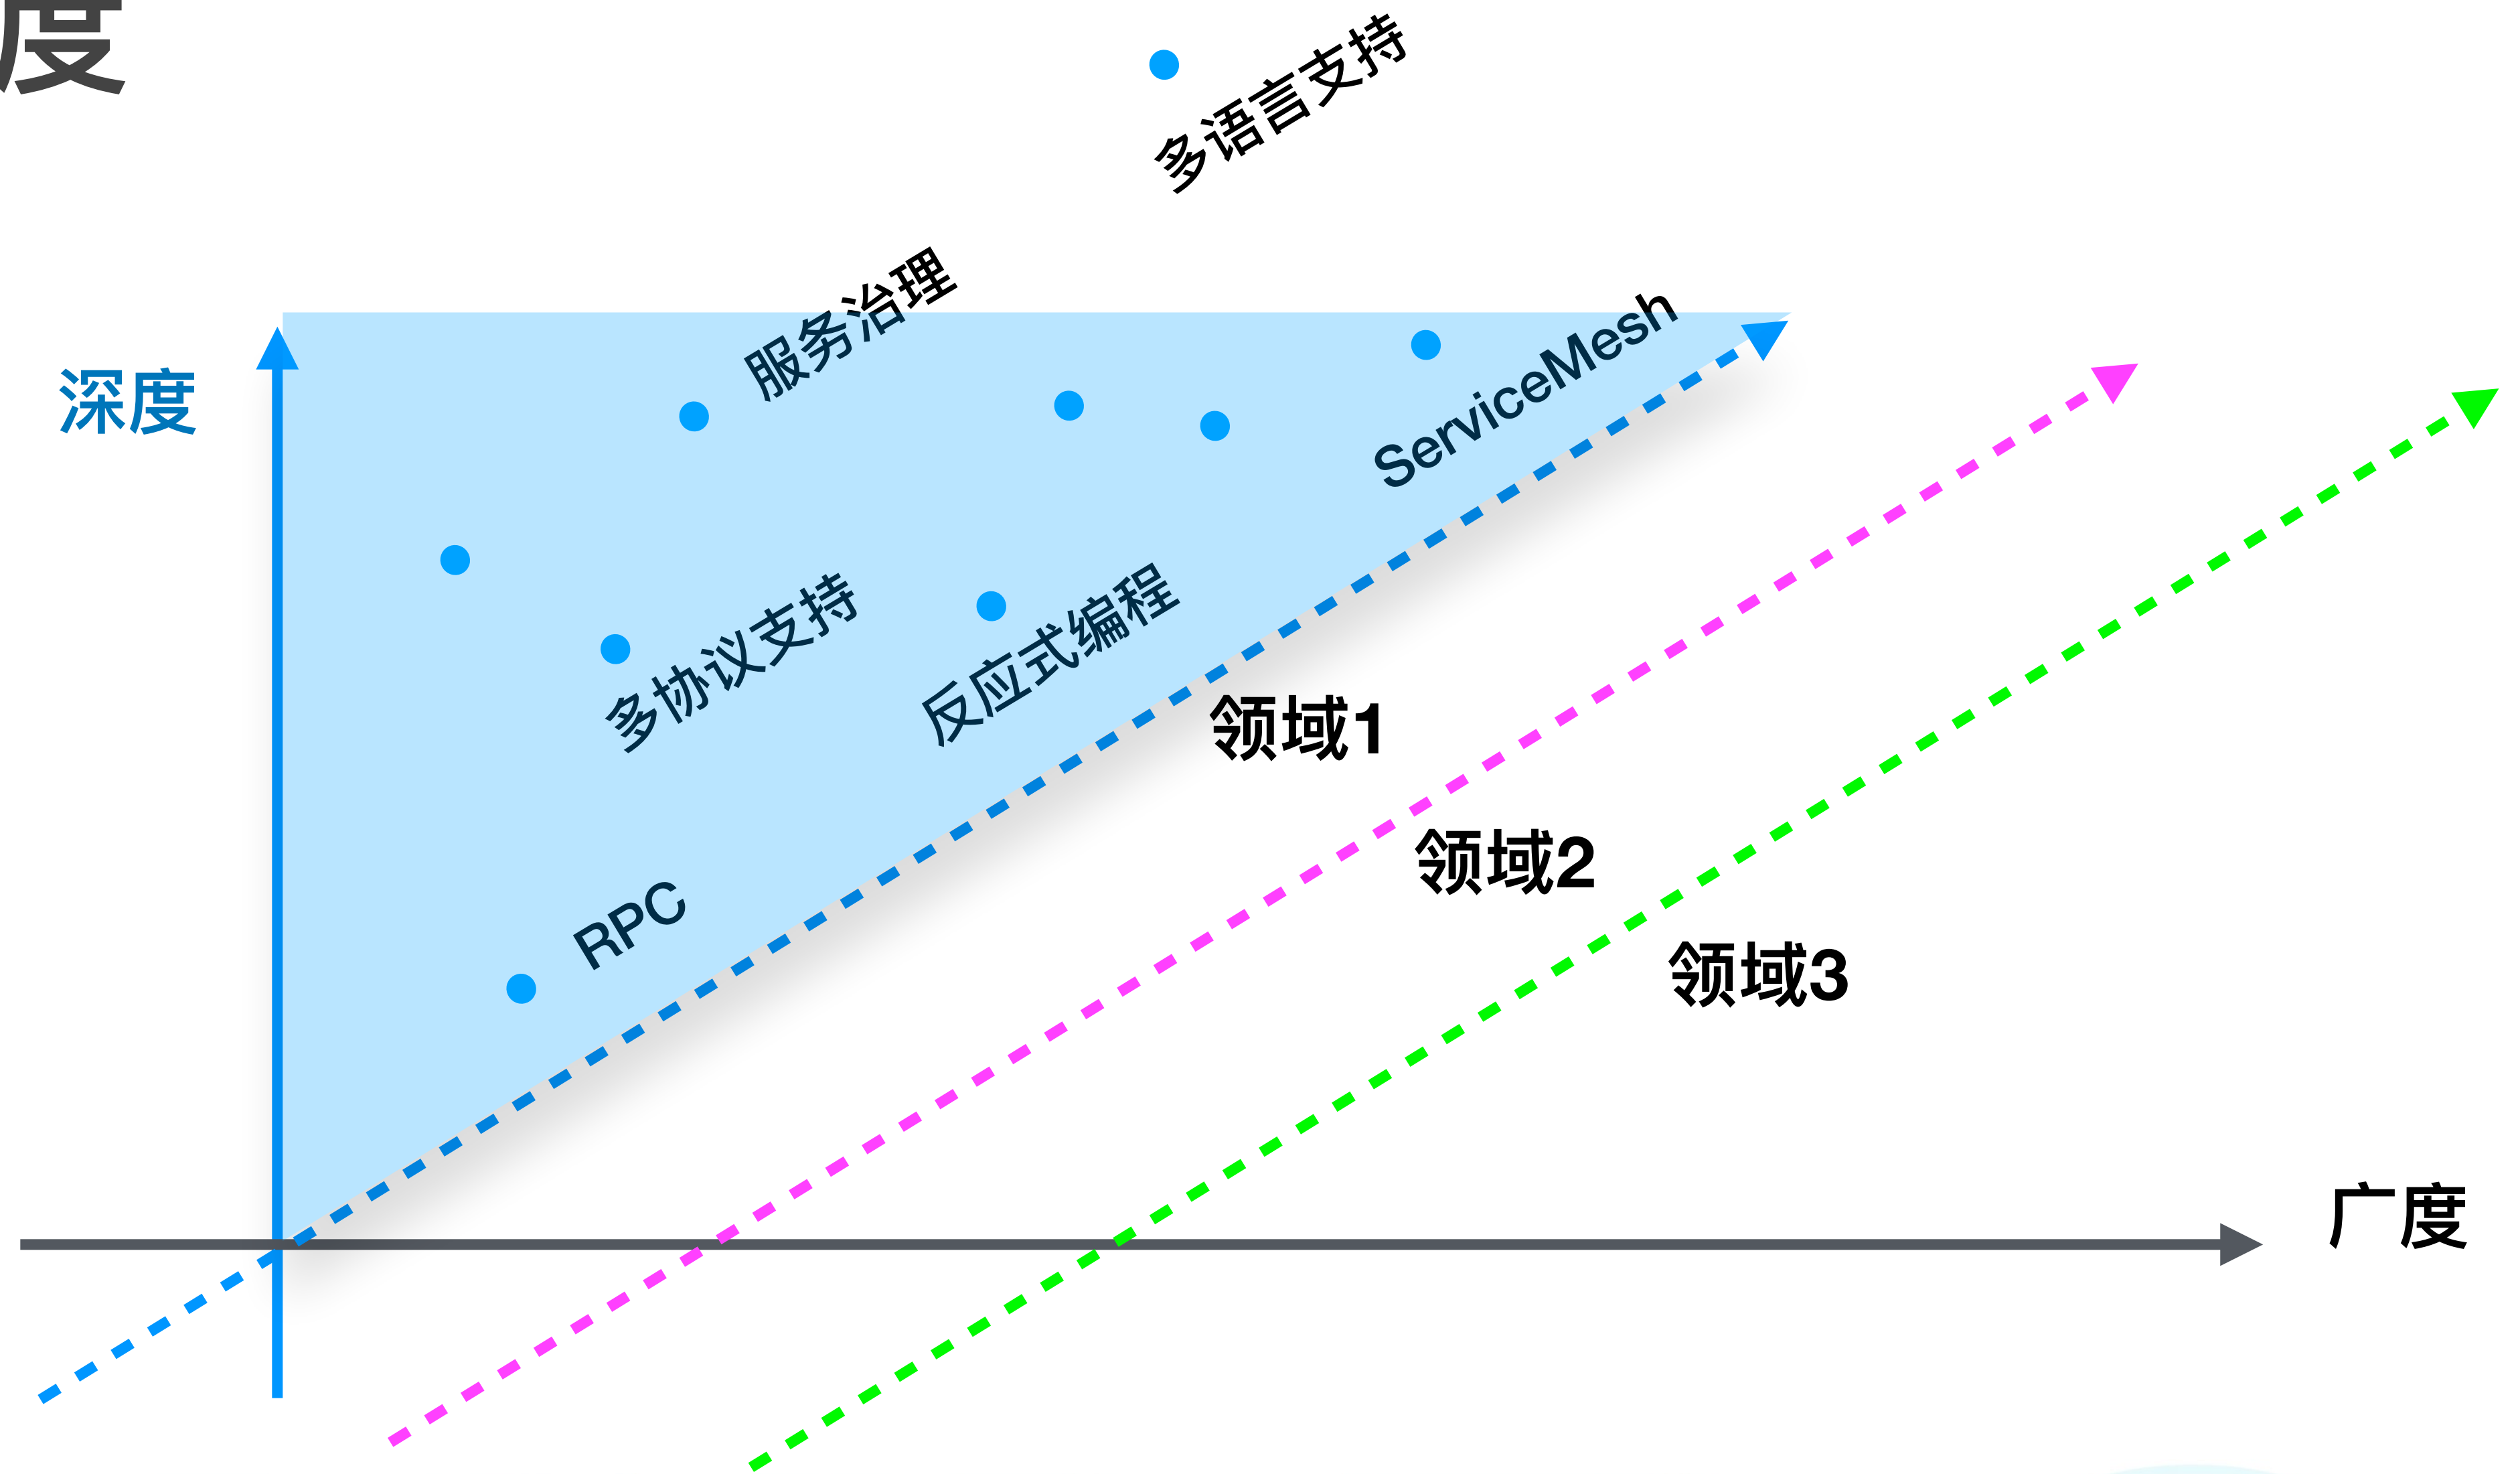 度
多语言支持
服务治理
ServiceMesh
深度
多协议支持
反应式编程
领域1
领域2
RPC
领域3
广度